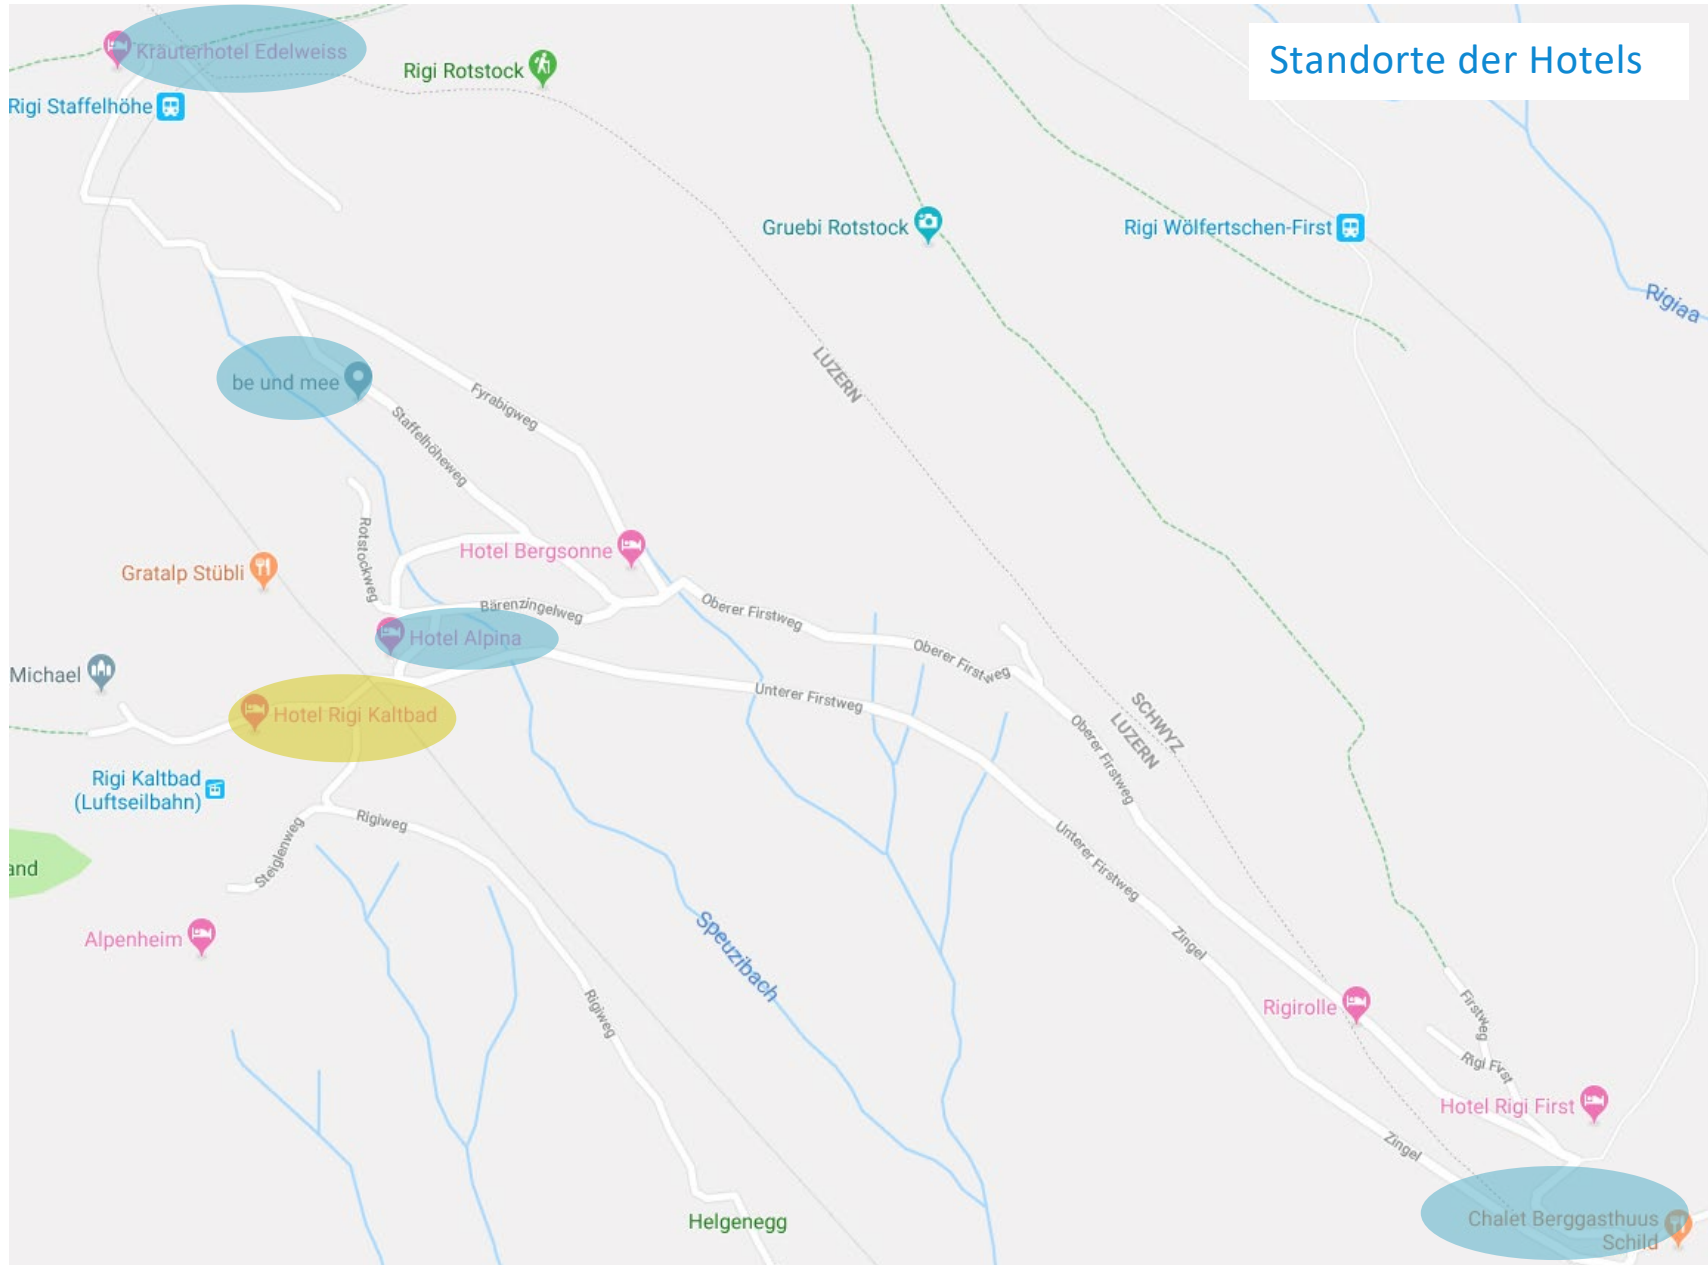 Standorte der Hotels
Kräuterhotel Edelweiss
Rigi Rotstock
Rigi Staffelhöhe
Gruebi Rotstock
Rigi Wölfertschen-First
Rigiaa
LUZERN
be und mee
Fyrabigweg
Staffelhöheweg
Rotstockweg
Hotel Bergsonne
Gratalp Stübli
Bärenzingelweg
Oberer Firstweg
Hotel Alpina
Oberer Firstweg
Michael
Unterer Firstweg
Hotel Rigi Kaltbad
SCHWYZ
LUZERN
Oberer Firstweg
Rigi Kaltbad
(Luftseilbahn)
Rigiweg
Steiglenweg
Unterer Firstweg
and
Alpenheim
Speuzibach
Zingel
Rigiweg
Rigirolle
Firstweg
Rigi First
Hotel Rigi First
Zingel
Helgenegg
Chalet Berggasthuus
Schild